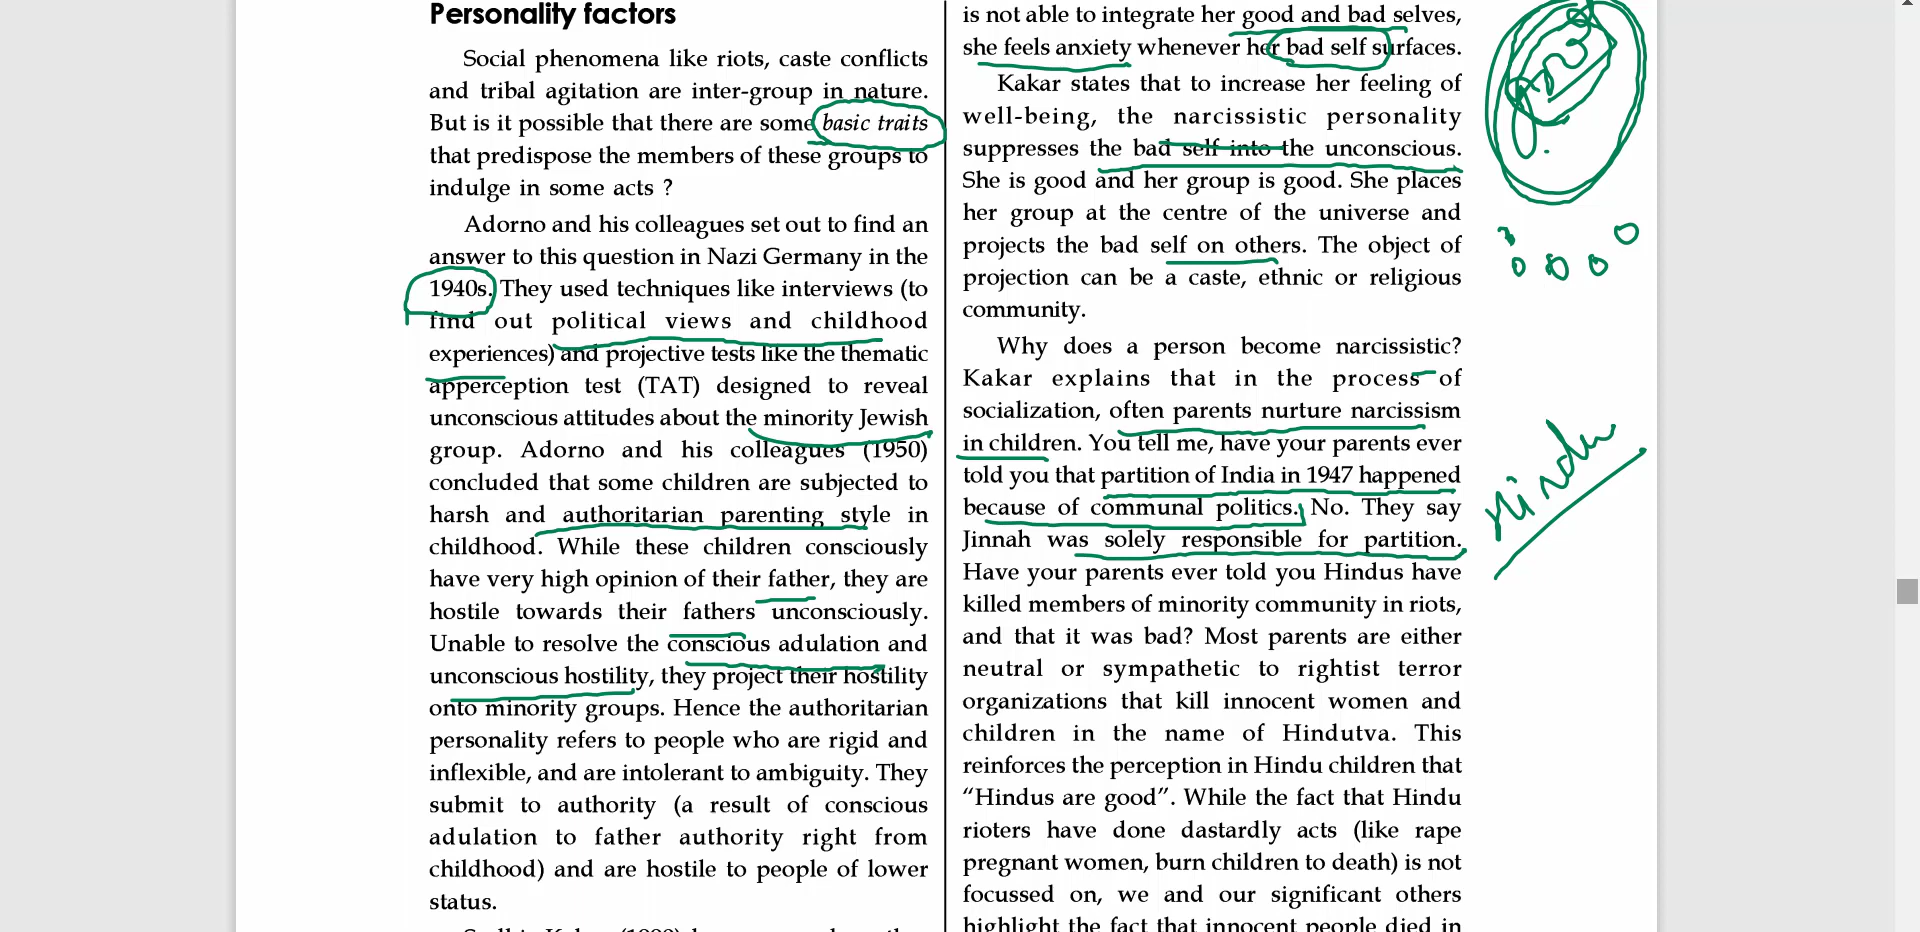 Personality factors
Social phenomena like riots, caste conflicts
and tribal agitation are inter-group in nature.
But is it possible that there are some basic traits
that predispose the members of these groups to
indulge in some acts ?
Adorno and his colleagues set out to find an
answer to this question in Nazi Germany in the
1940s. They used techniques like interviews (to
find out political views and childhood
experiences) and projective tests like the thematic
apperception test (TAT) designed to reveal
unconscious attitudes about the minority Jewish
group. Adorno and his colleagues (1950)
concluded that some children are subjected to
harsh and authoritarian parenting style in
childhood. While these children consciously
have very high opinion of their father, they are
hostile towards their fathers unconsciously.
Unable to resolve the conscious adulation and
unconscious hostility, they project their hostility
onto minority groups. Hence the authoritarian
personality refers to people who are rigid and
inflexible, and are intolerant to ambiguity. They
submit to authority (a result of conscious
adulation to father authority right from
childhood) and are hostile to people of lower
status.
is not able to integrate her good and bad selves,
she feels anxiety whenever her bad self surfaces.
Kakar states that to increase her feeling of
well-being, the narcissistic personality
suppresses the bad self into the unconscious.
She is good and her group is good. She places
her group at the centre of the universe and
projects the bad self on others. The object of
projection can be a caste, ethnic or religious
community.
Why does a person become narcissistic?
Kakar explains that in the process of
socialization, often parents nurture narcissism
in children. You tell me, have your parents ever
told you that partition of India in 1947 happened
because of communal politics. No. They say
Jinnah was solely responsible for partition.
Have your parents ever told you Hindus have
killed members of minority community in riots,
and that it was bad? Most parents are either
neutral or sympathetic to rightist terror
organizations that kill innocent women and
children in the name of Hindutva. This
reinforces the perception in Hindu children that
“Hindus are good”. While the fact that Hindu
rioters have done dastardly acts (like rape
pregnant women, burn children to death) is not
focussed on, we and our significant others
highlight the fact that innocent people died in
Hindu